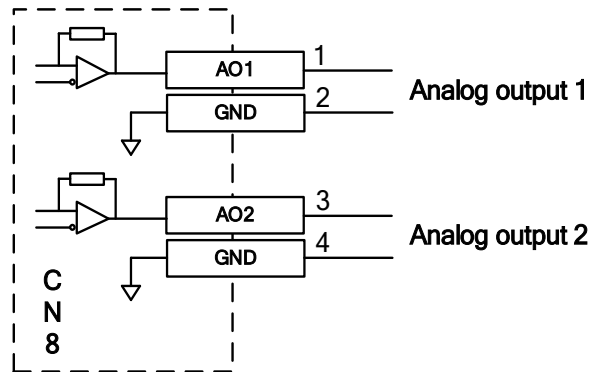 AO1
1
GND
2
Analog output 1
AO2
3
GND
4
Analog output 2
C
N
8